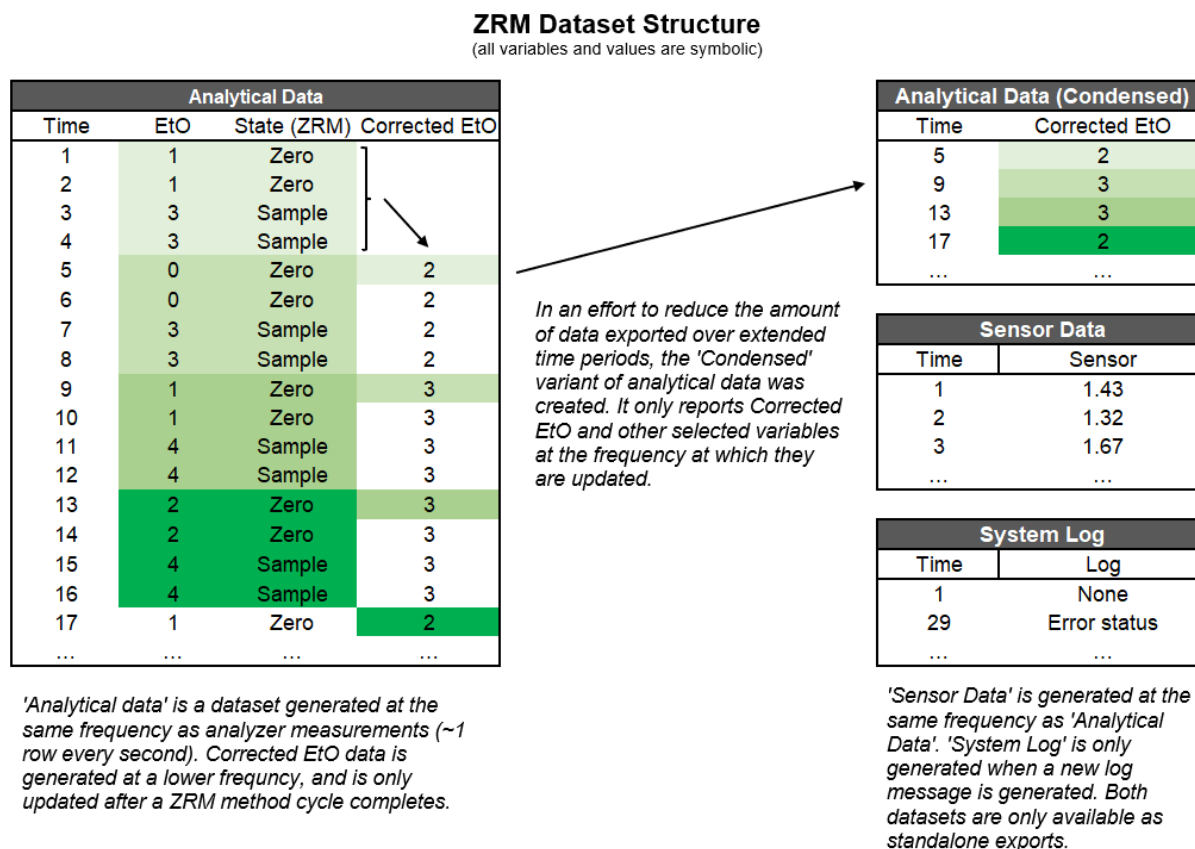 ZRM Dataset Structure
(all variables and values are symbolic)
Analytical Data
Time EtO State (ZRM) Corrected EtO
1 1 Zero
2 1 Zero
3 3 Sample
4 3 Sample
5 0 Zero 2
6 0 Zero 2
7 3 Sample 2
8 3 Sample 2
9 1 Zero 3
10 1 Zero 3
11 4 Sample 3
12 4 Sample 3
13 2 Zero 3
14 2 Zero 3
15 4 Sample 3
16 4 Sample 3
17 1 Zero 2
... ... ... ...
'Analytical data' is a dataset generated at the
same frequency as analyzer measurements (~1
row every second). Corrected EtO data is
generated at a lower frequncy, and is only
updated after a ZRM method cycle completes.
In an effort to reduce the amount
of data exported over extended
time periods, the 'Condensed'
variant of analytical data was
created. It only reports Corrected
EtO and other selected variables
at the frequency at which they
are updated.
Analytical Data (Condensed)
Time Corrected EtO
5 2
9 3
13 3
17 2
... ...
Sensor Data
Time Sensor
1 1.43
2 1.32
3 1.67
... ...
System Log
Time Log
1 None
29 Error status
... ...
'Sensor Data' is generated at the
same frequency as 'Analytical
Data'. 'System Log' is only
generated when a new log
message is generated. Both
datasets are only available as
standalone exports.